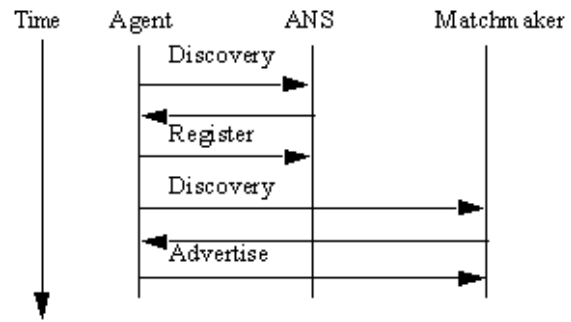 Time Agent ANS Matchmaker
Discovery
Register
Discovery
Advertise